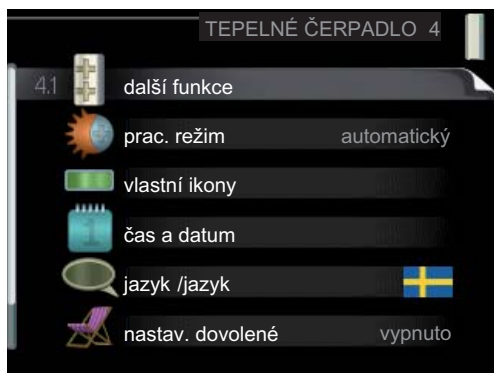 TEPELNÉ ČERPADLO 4
4.1 další funkce
prac. režim automatický
vlastní ikony
čas a datum
jazyk /jazyk
nastav. dovolené vypnuto